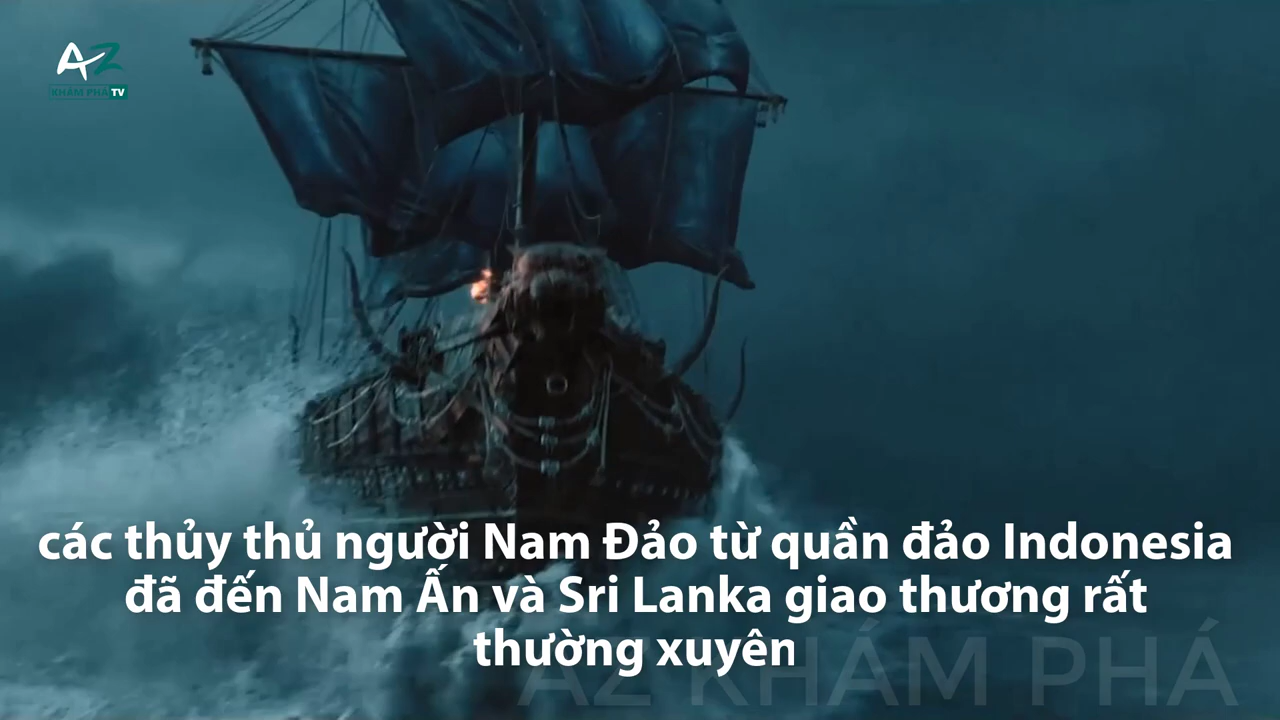 AZ
KHÁM PHÁ TV
các thủy thủ người Nam Đảo từ quần đảo Indonesia
đã đến Nam Ấn và Sri Lanka giao thương rất
thường xuyên
AZ KHÁM PHÁ